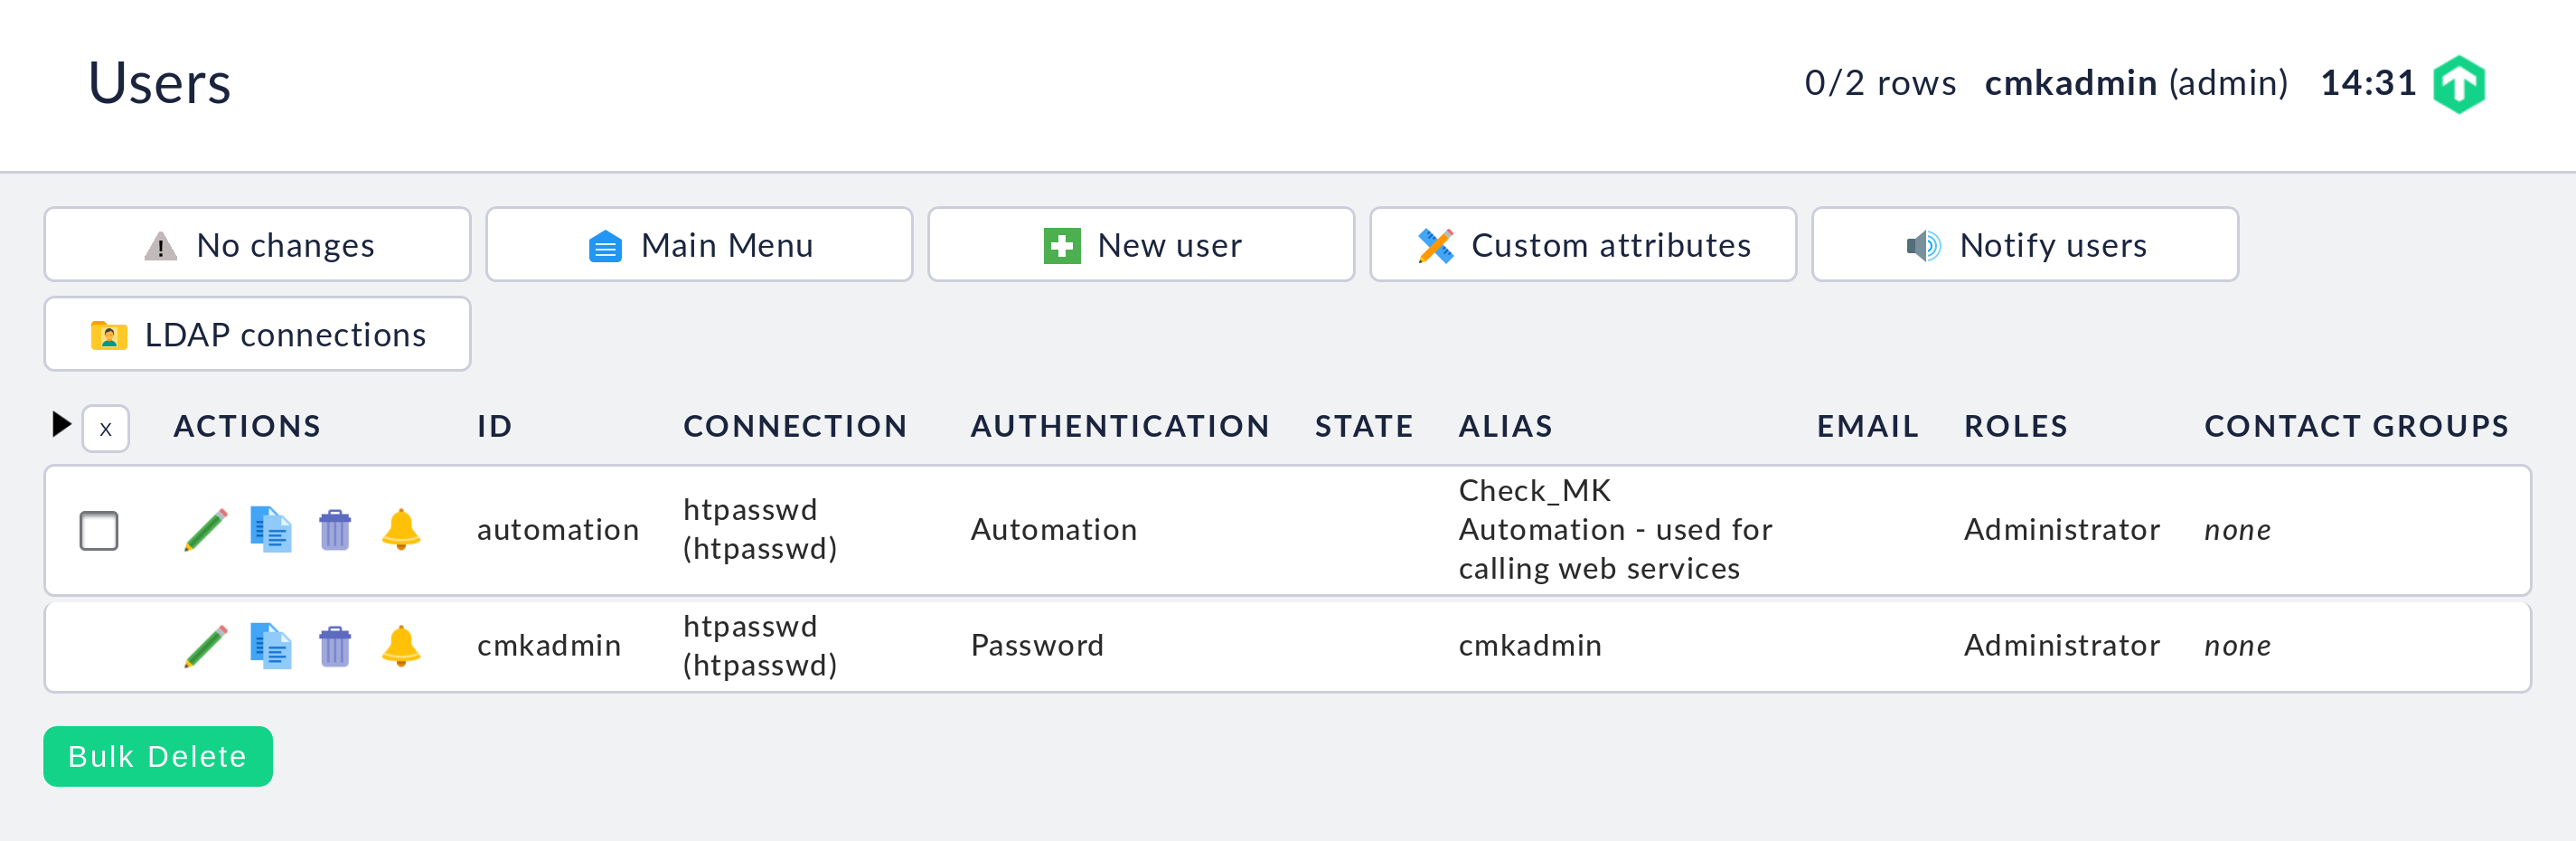 Users
0/2 rows cmkadmin (admin) 14:31
No changes
Main Menu
New user
Custom attributes
Notify users
LDAP connections
X ACTIONS ID CONNECTION AUTHENTICATION STATE ALIAS EMAIL ROLES CONTACT GROUPS
automation
htpasswd
(htpasswd)
Automation
Check_MK
Automation - used for
calling web services
Administrator
none
cmkadmin
htpasswd
(htpasswd)
Password
cmkadmin
Administrator
none
Bulk Delete